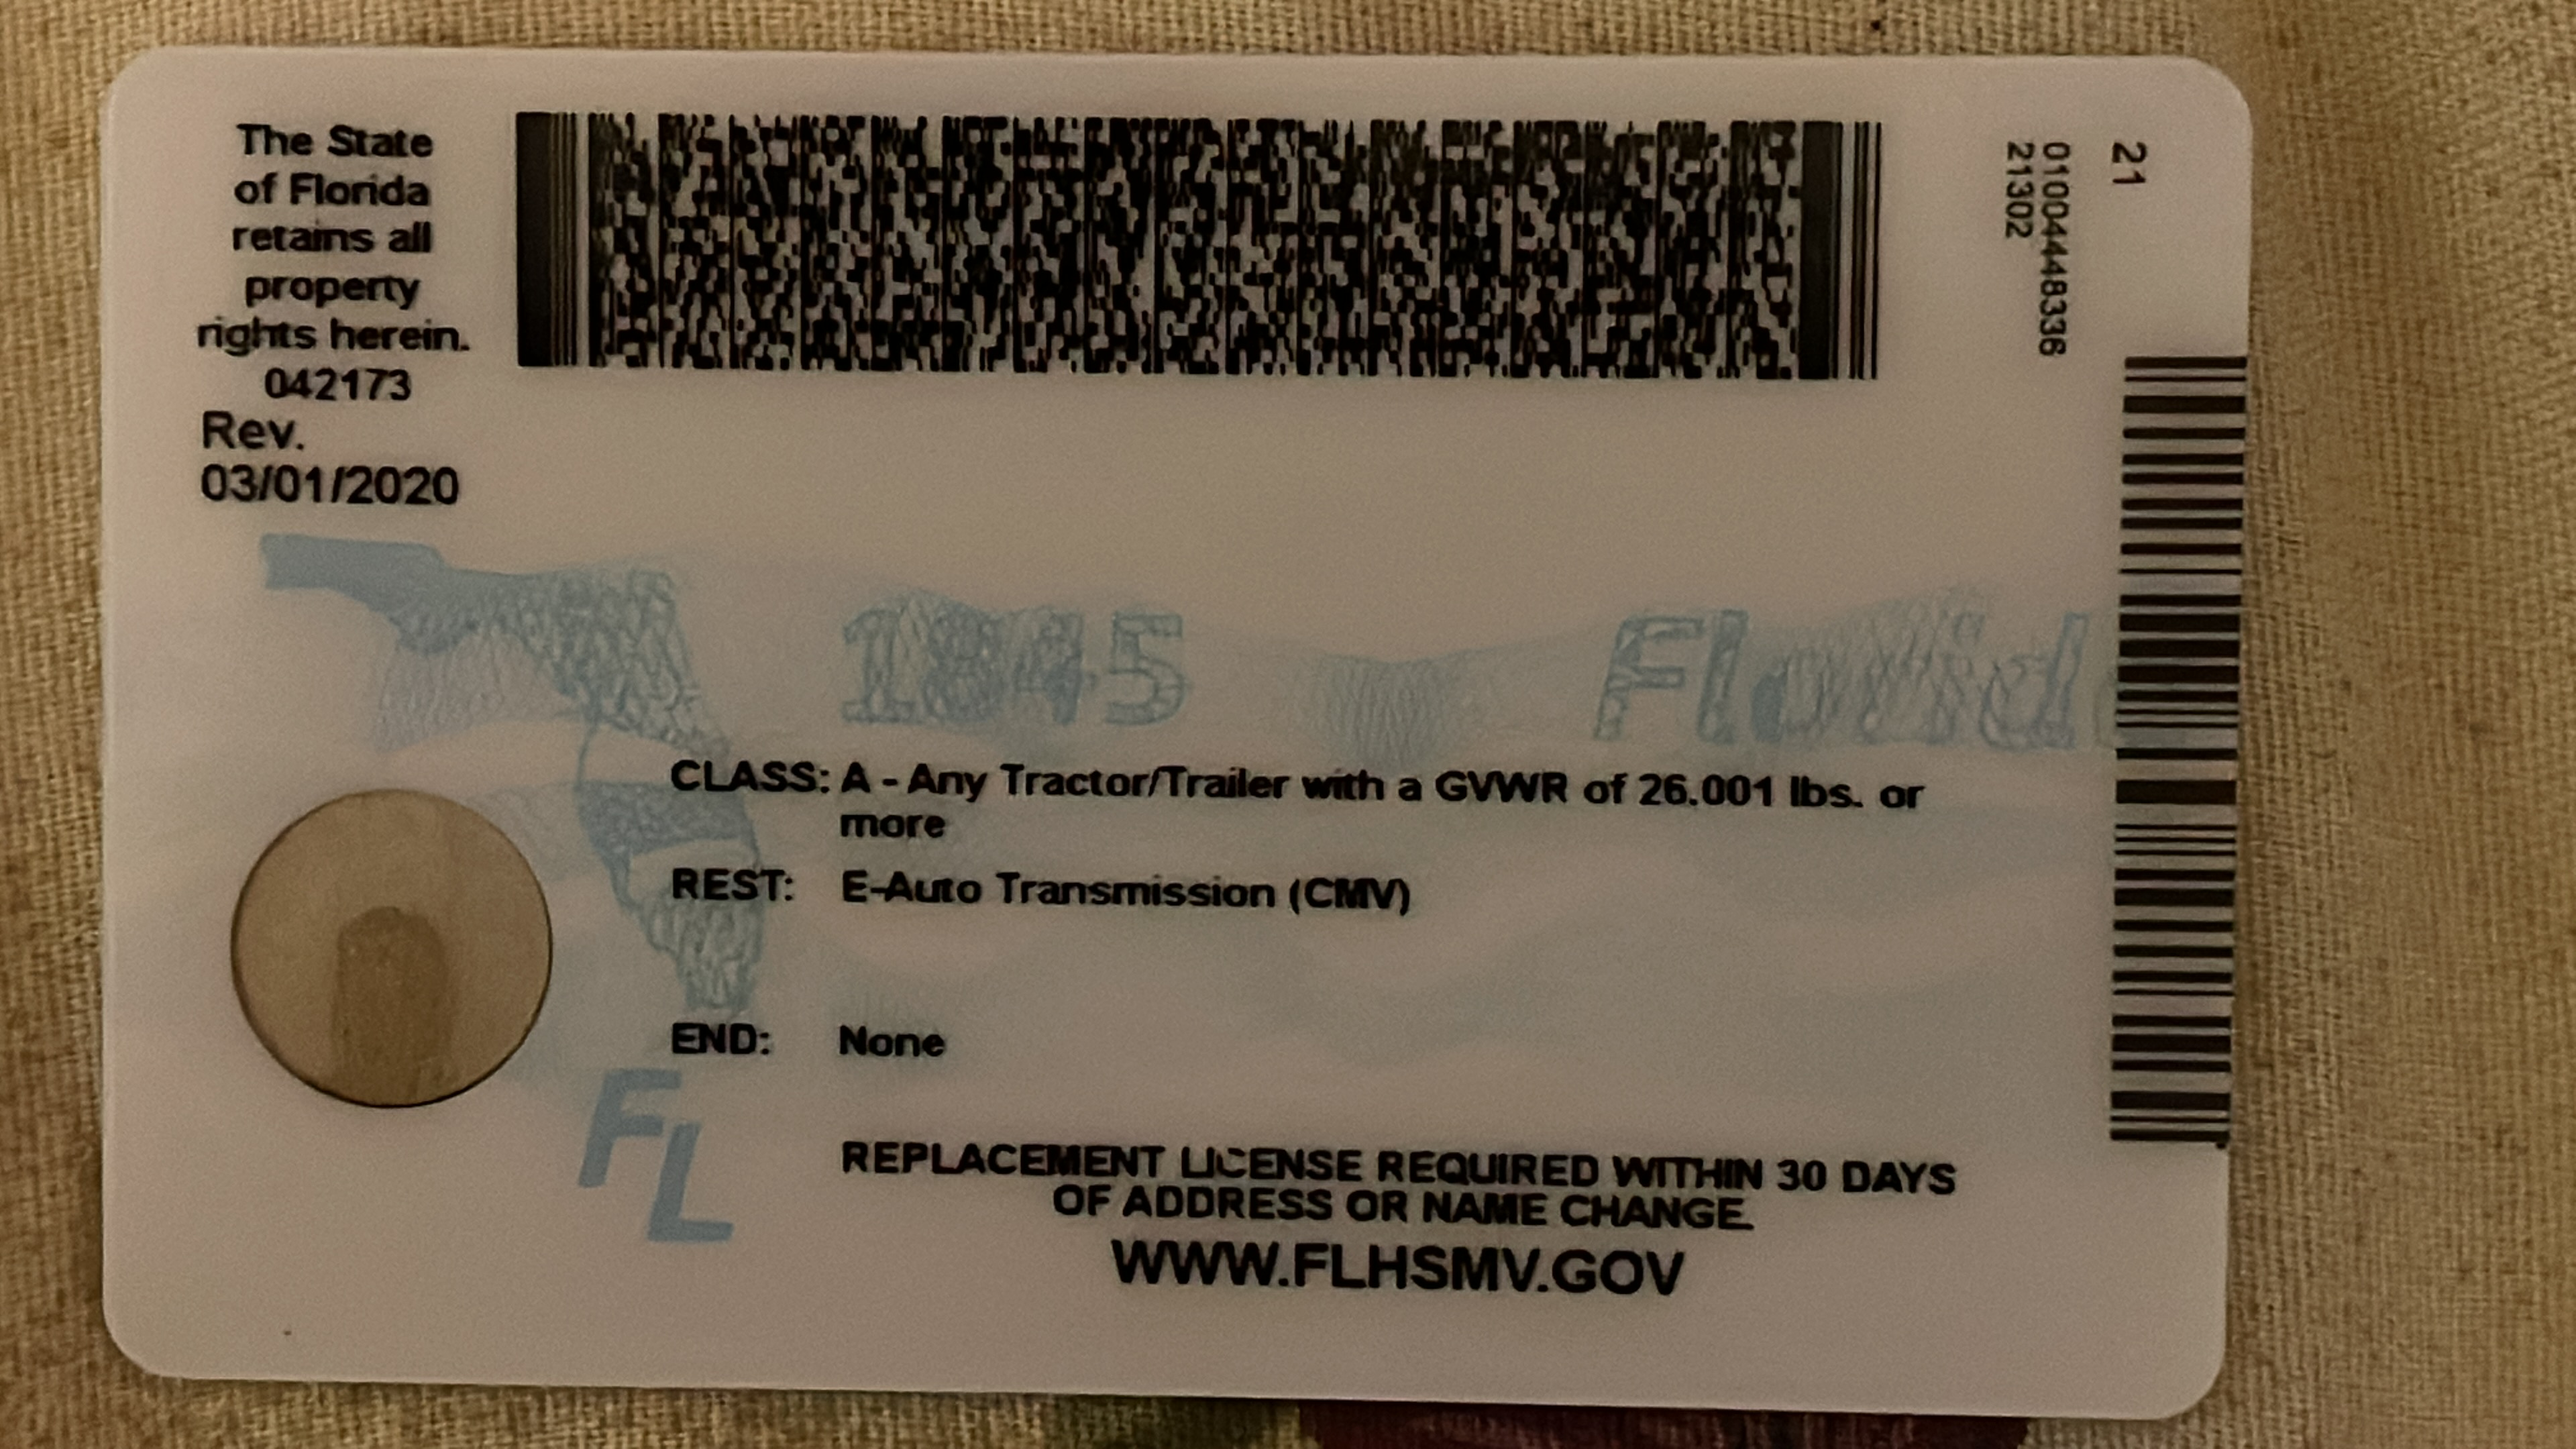 The State
of Florida
retains all
property
rights herein.
042173
Rev.
03/01/2020
21
0100448336
21302
1845
Florid
CLASS: A - Any Tractor/Trailer with a GVWR of 26.001 lbs. or
more
REST: E-Auto Transmission (CMV)
END: None
FL
REPLACEMENT LICENSE REQUIRED WITHIN 30 DAYS
OF ADDRESS OR NAME CHANGE.
WWW.FLHSMV.GOV